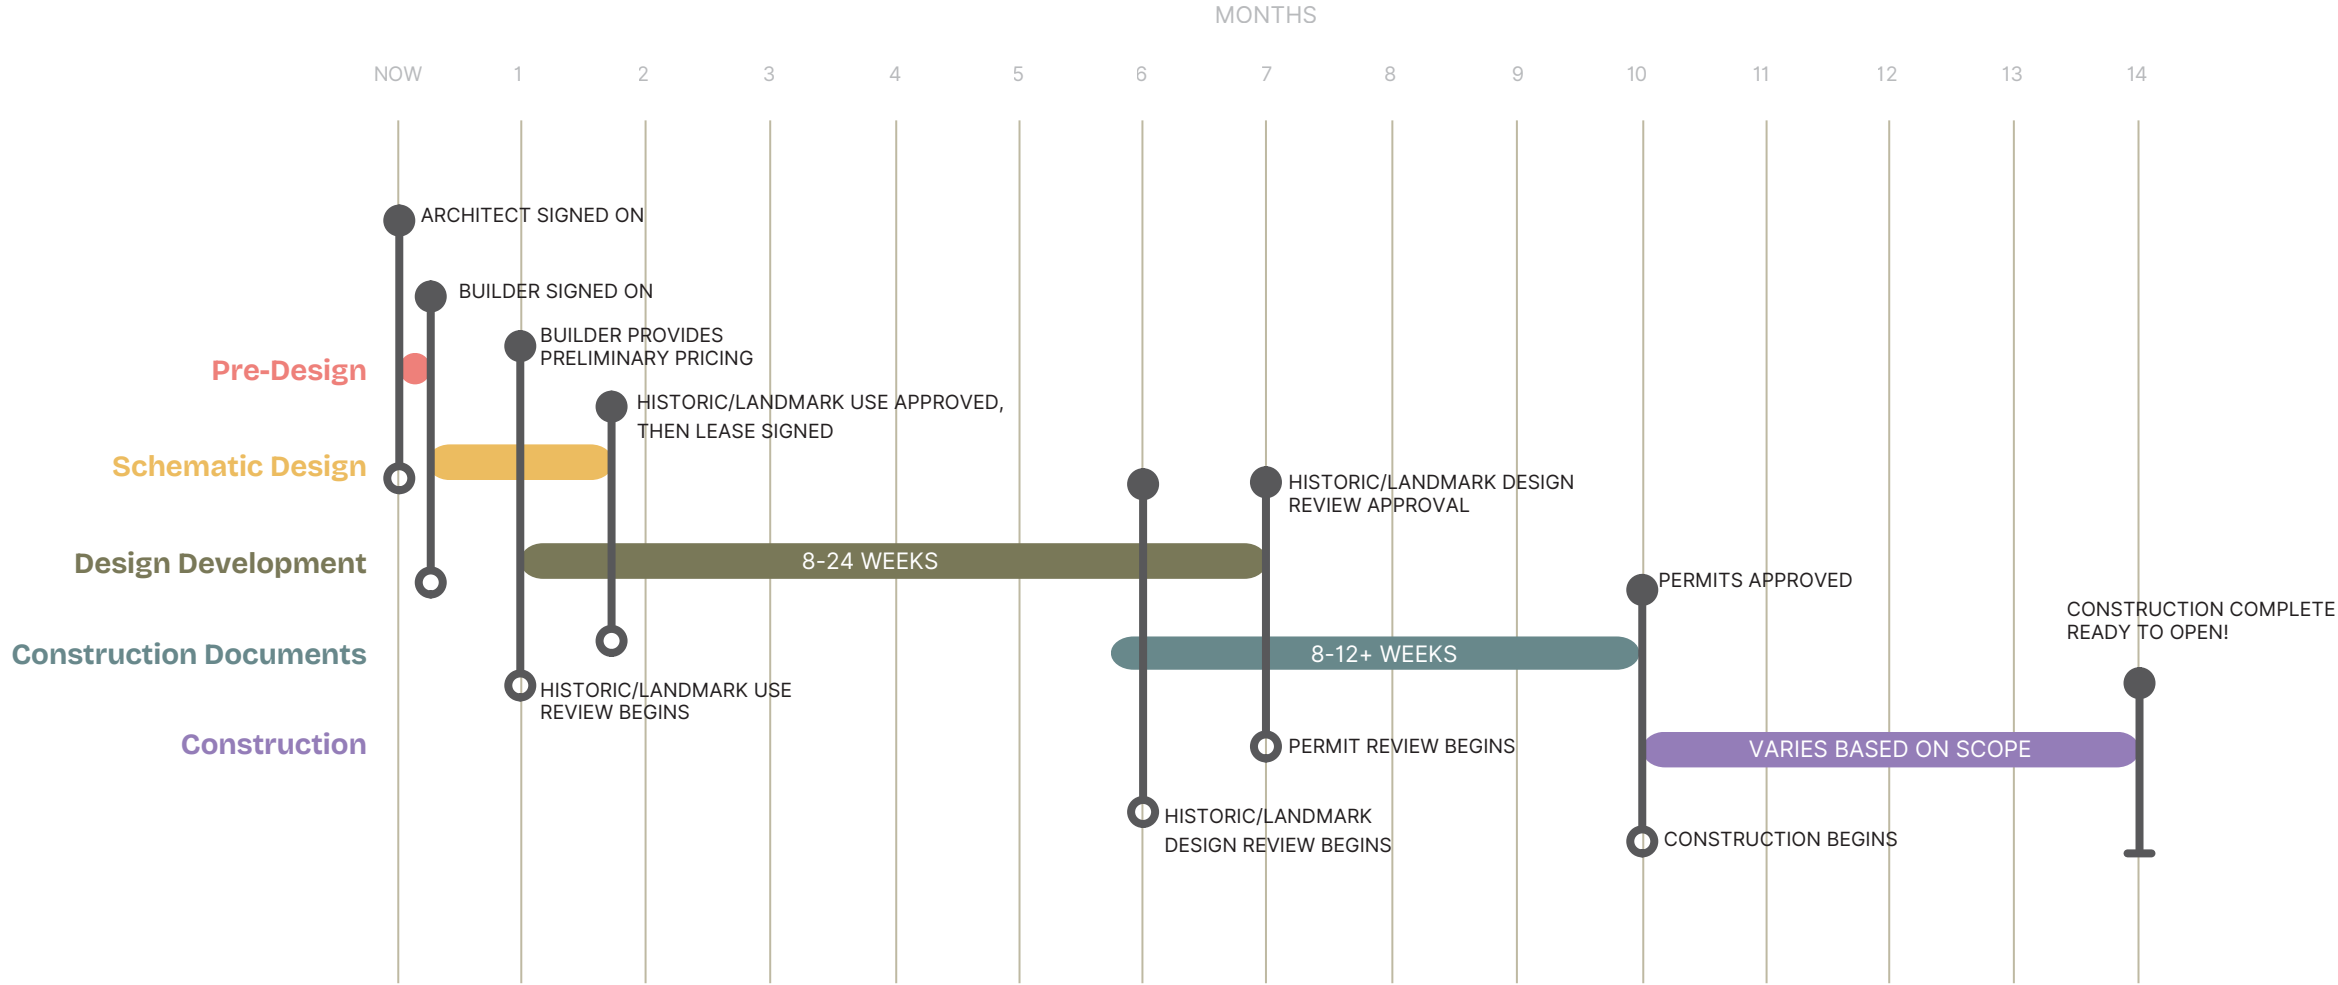 MONTHS
NOW 1 2 3 4 5 6 7 8 9 10 11 12 13 14
ARCHITECT SIGNED ON
BUILDER SIGNED ON
BUILDER PROVIDES
PRELIMINARY PRICING
Pre-Design
HISTORIC/LANDMARK USE APPROVED,
THEN LEASE SIGNED
Schematic Design
HISTORIC/LANDMARK DESIGN
REVIEW APPROVAL
Design Development
8-24 WEEKS
PERMITS APPROVED
CONSTRUCTION COMPLETE
READY TO OPEN!
Construction Documents
8-12+ WEEKS
HISTORIC/LANDMARK USE
REVIEW BEGINS
Construction
PERMIT REVIEW BEGINS
VARIES BASED ON SCOPE
HISTORIC/LANDMARK
DESIGN REVIEW BEGINS
CONSTRUCTION BEGINS